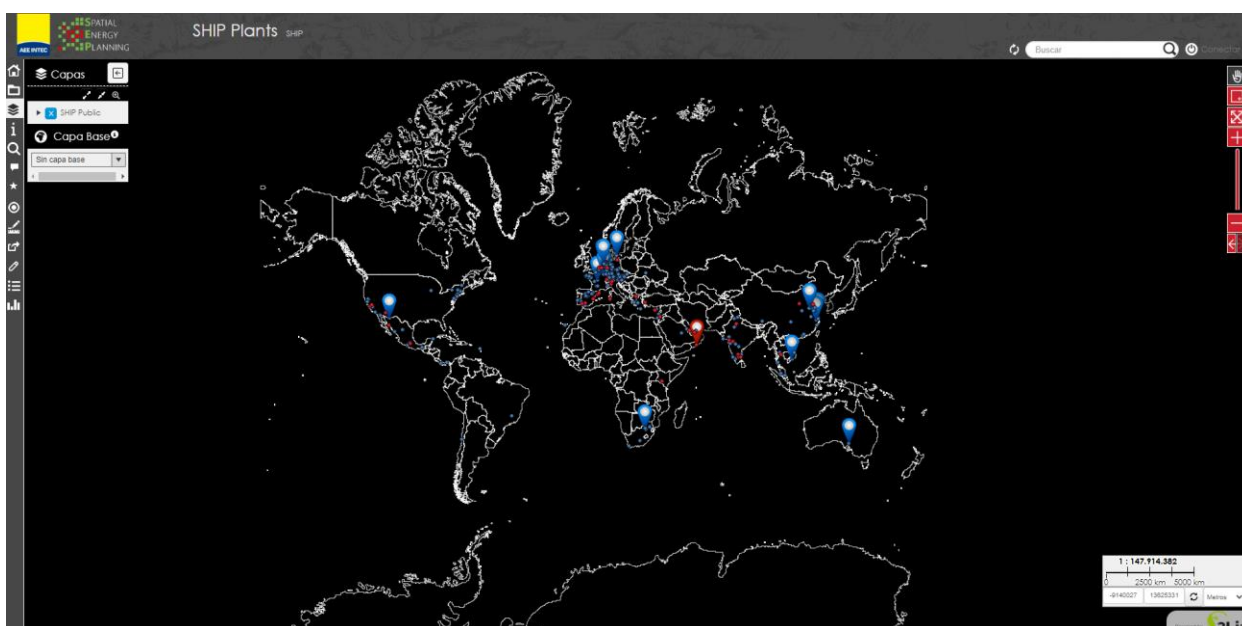 AEE INTEC
SPATIAL
ENERGY
PLANNING
SHIP Plants SHIP
Buscar
Conectar
Capas
SHIP Public
Capa Base
Sin capa base
1 : 147.914.382
0 2500 km 5000 km
-9140027 13825331 Metros